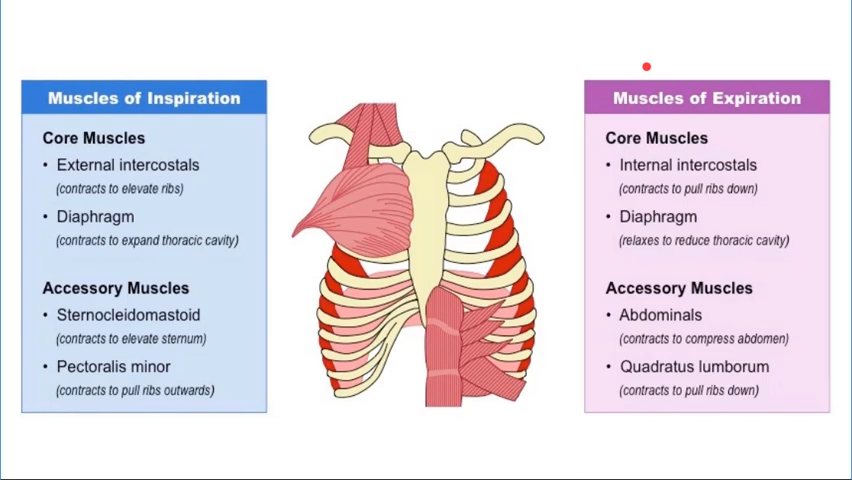 Muscles of Inspiration
Core Muscles
• External intercostals
(contracts to elevate ribs)
• Diaphragm
(contracts to expand thoracic cavity)
Accessory Muscles
• Sternocleidomastoid
(contracts to elevate sternum)
• Pectoralis minor
(contracts to pull ribs outwards)
Muscles of Expiration
Core Muscles
• Internal intercostals
(contracts to pull ribs down)
• Diaphragm
(relaxes to reduce thoracic cavity)
Accessory Muscles
• Abdominals
(contracts to compress abdomen)
• Quadratus lumborum
(contracts to pull ribs down)